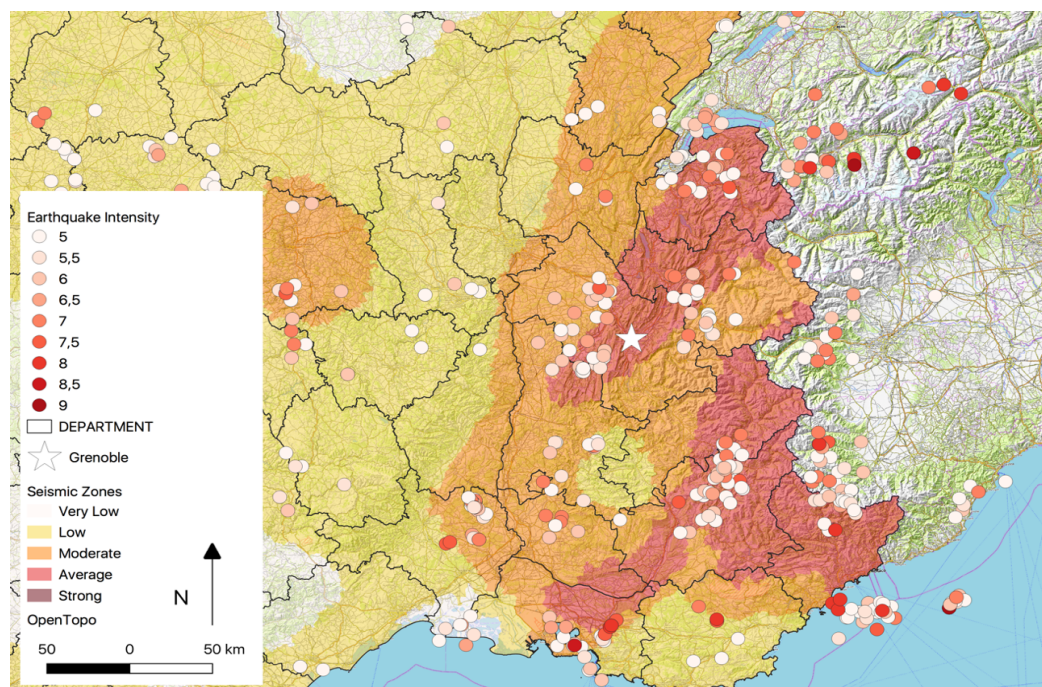 Earthquake Intensity
5
5,5
6
6,5
7
7,5
8
8,5
9
DEPARTMENT
Grenoble
Seismic Zones
Very Low
Low
Moderate
Average
Strong
OpenTopo
N
50 0 50 km